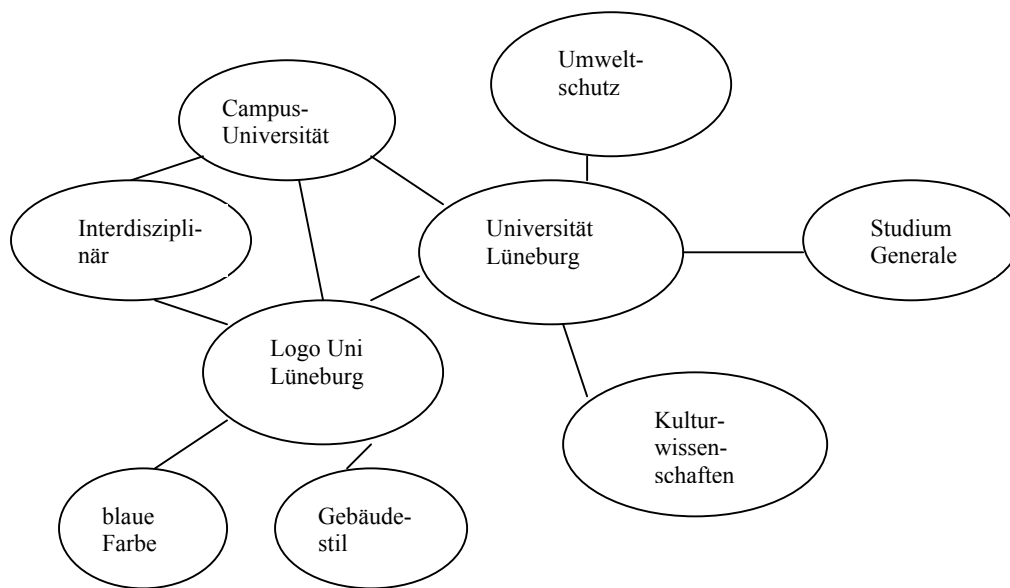 Umwelt-
schutz
Campus-
Universität
Interdiszipli-
när
Universität
Lüneburg
Studium
Generale
Logo Uni
Lüneburg
Kultur-
wissen-
schaften
blaue
Farbe
Gebäude-
stil